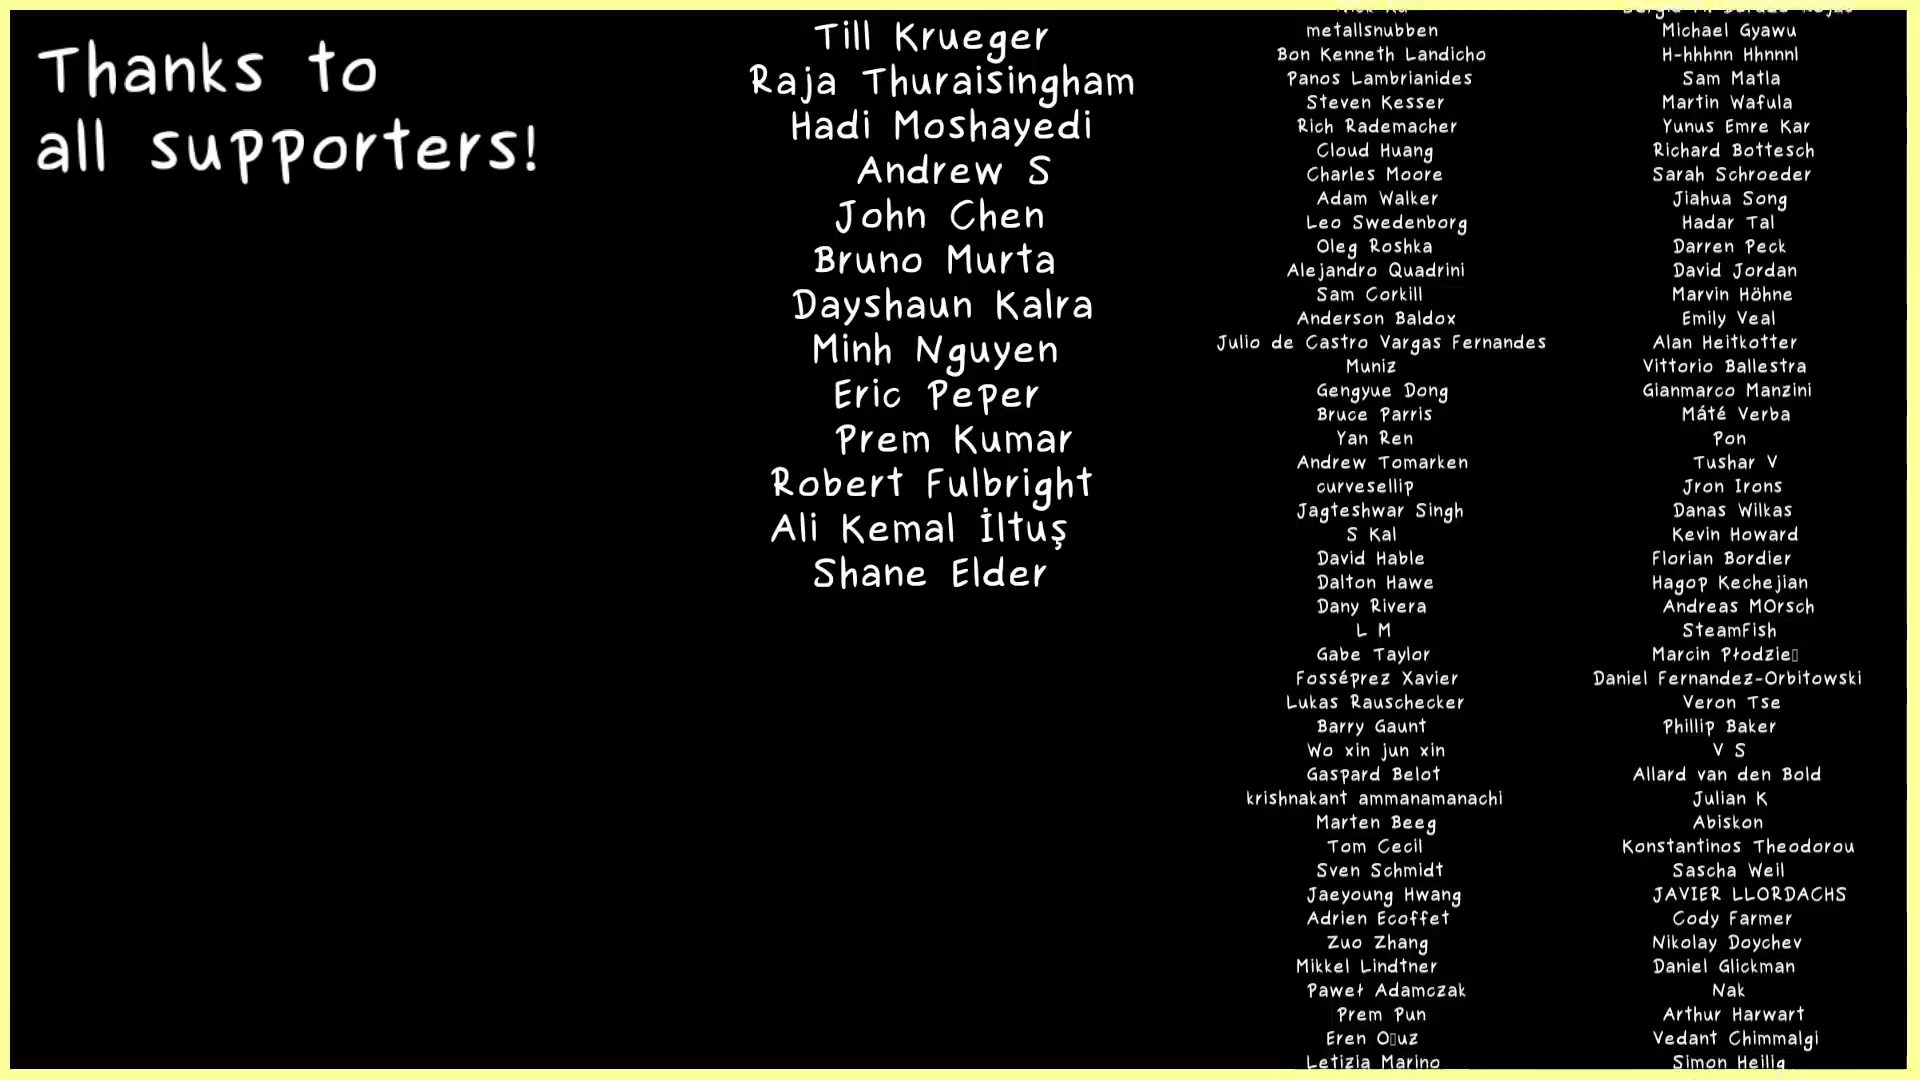 Thanks to
all supporters!
Till Krueger
Raja Thuraisingham
Hadi Moshayedi
Andrew S
John Chen
Bruno Murta
Dayshaun Kalra
Minh Nguyen
Eric Peper
Prem Kumar
Robert Fulbright
Ali Kemal İltuş
Shane Elder
metallsnubben
Bon Kenneth Landicho
Panos Lambrianides
Steven Kesser
Rich Rademacher
Cloud Huang
Charles Moore
Adam Walker
Leo Swedenborg
Oleg Roshka
Alejandro Quadrini
Sam Corkill
Anderson Baldox
Julio de Castro Vargas Fernandes
Muniz
Gengyue Dong
Bruce Parris
Yan Ren
Andrew Tomarken
curvesellip
Jagteshwar Singh
S Kal
David Hable
Dalton Hawe
Dany Rivera
L M
Gabe Taylor
Fosséprez Xavier
Lukas Rauschecker
Barry Gaunt
Wo xin jun xin
Gaspard Belot
krishnakant ammanamanachi
Marten Beeg
Tom Cecil
Sven Schmidt
Jaeyoung Hwang
Adrien Ecoffet
Zuo Zhang
Mikkel Lindtner
Paweł Adamczak
Prem Pun
Eren O▯uz
Letizia Marino
Michael Gyawu
H-hhhnn Hhnnnl
Sam Matla
Martin Wafula
Yunus Emre Kar
Richard Bottesch
Sarah Schroeder
Jiahua Song
Hadar Tal
Darren Peck
David Jordan
Marvin Höhne
Emily Veal
Alan Heitkotter
Vittorio Ballestra
Gianmarco Manzini
Máté Verba
Pon
Tushar V
Jron Irons
Danas Wilkas
Kevin Howard
Florian Bordier
Hagop Kechejian
Andreas MOrsch
SteamFish
Marcin Płodzie▯
Daniel Fernandez-Orbitowski
Veron Tse
Phillip Baker
V S
Allard van den Bold
Julian K
Abiskon
Konstantinos Theodorou
Sascha Weil
JAVIER LLORDACHS
Cody Farmer
Nikolay Doychev
Daniel Glickman
Nak
Arthur Harwart
Vedant Chimmalgi
Simon Heilig